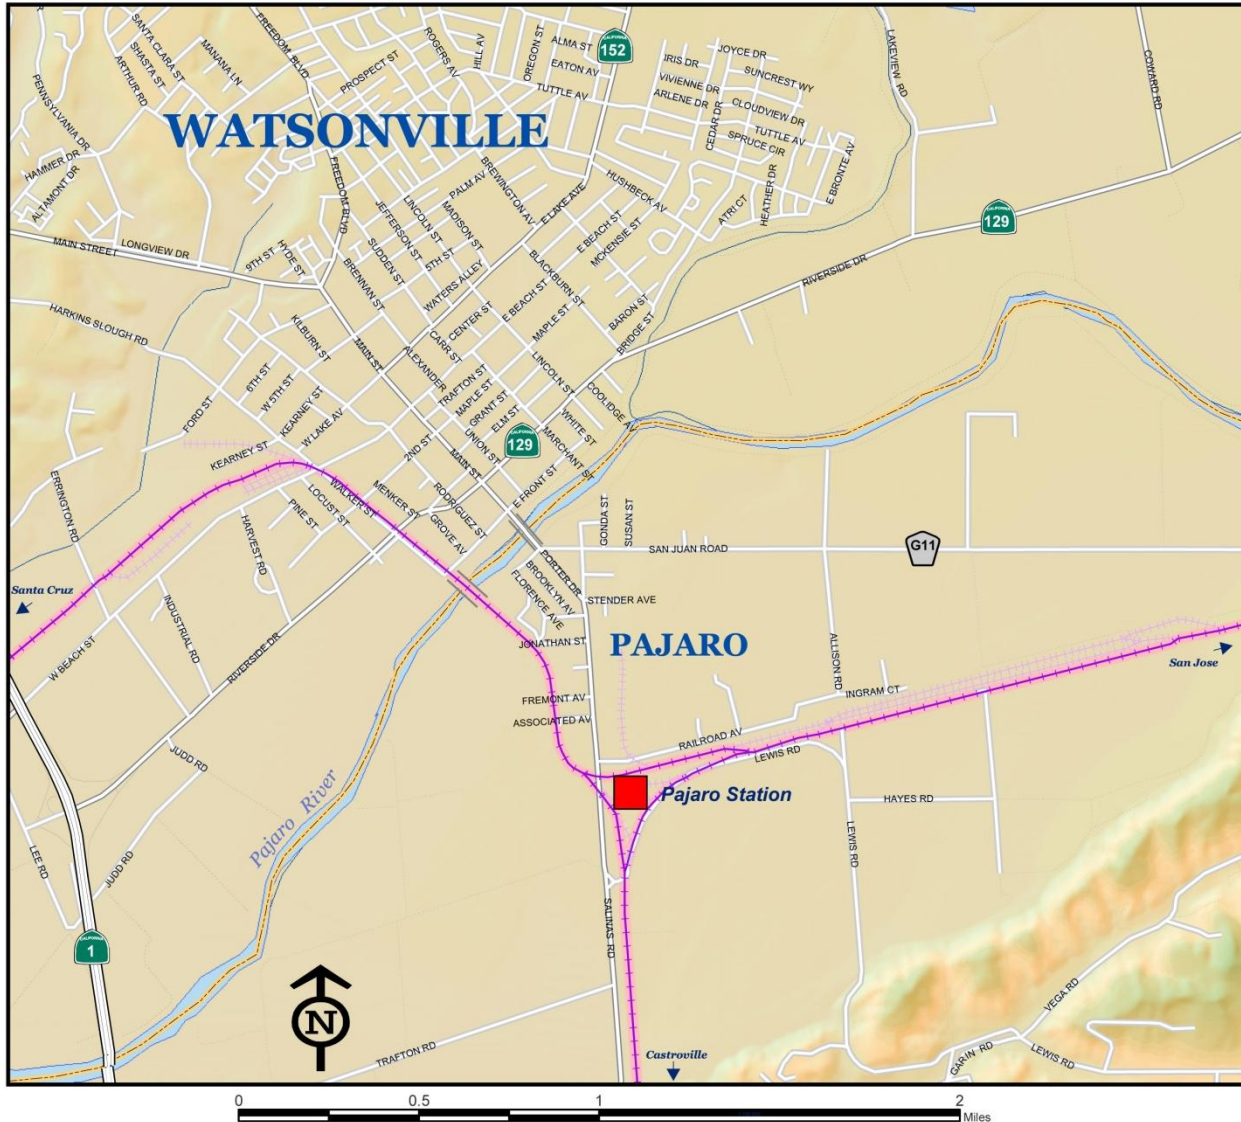 FREEDOM BLVD
SANTA CLARA ST
SHASTA ST
ARTHUR RD
MANANA LN
PENNSYLVANIA DR
HAMMER DR
ALTAMONT DR
PROSPECT ST
ROGERS AV
HILL AV
OREGON ST
ALMA ST
EATON AV
TUTTLE AV
CALIFORNIA
152
IRIS DR
JOYCE DR
VIVIENNE DR
SUNCREST WY
ARLENE DR
CEDAR DR
CLOUDVIEW DR
TUTTLE AV
SPRUCE CIR
HEATHER DR
E BRONTE AV
ATRI CT
LAKEVIEW RD
COWARD RD
WATSONVILLE
FREEDOM BLVD
PALM AV
BREWINGTON AV
E LAKE AVE
HUSHBECK AV
LINCOLN ST
MADISON ST
JEFFERSON ST
5TH ST
SUDDEN ST
BRENNAN ST
WATERS ALLEY
E BEACH ST
MCKENSIE ST
BLACKBURN ST
CALIFORNIA
129
RIVERSIDE DR
MAIN STREET
LONGVIEW DR
9TH ST
HYDE ST
HARKINS SLOUGH RD
KILBURN ST
MAIN ST
CENTER ST
E BEACH ST
MAPLE ST
BARON ST
BRIDGE ST
CARR ST
ALEXANDER
TRAFTON ST
MAPLE ST
GRANT ST
ELM ST
UNION ST
LINCOLN ST
COOLIDGE A
WHITE ST
MARCHANT ST
6TH ST
W 5TH ST
FORD ST
KEARNEY ST
W LAKE AV
2ND ST
MAIN ST
CALIFORNIA
129
KEARNEY ST
ERRINGTON RD
WALKER ST
LOCUST ST
PINE ST
MENKER ST
RODRIGUEZ ST
GROVE AV
E FRONT ST
HARVEST RD
INDUSTRIAL RD
W BEACH ST
RIVERSIDE DR
Santa Cruz
GONDA ST
SUSAN ST
SAN JUAN ROAD
G11
PORTER DR
BROOKLYN AV
FLORENCE AVE
STENDER AVE
JONATHAN ST
PAJARO
ALLISON RD
San Jose
FREMONT AV
ASSOCIATED AV
INGRAM CT
RAILROAD AV
LEWIS RD
Pajaro Station
HAYES RD
LEWIS RD
JUDD RD
Pajaro River
LEE RD
JUDD RD
CALIFORNIA
1
SALINAS RD
N
TRAFTON RD
Castroville
VEGA RD
GARIN RD
LEWIS RD
0 0.5 1 2
Miles